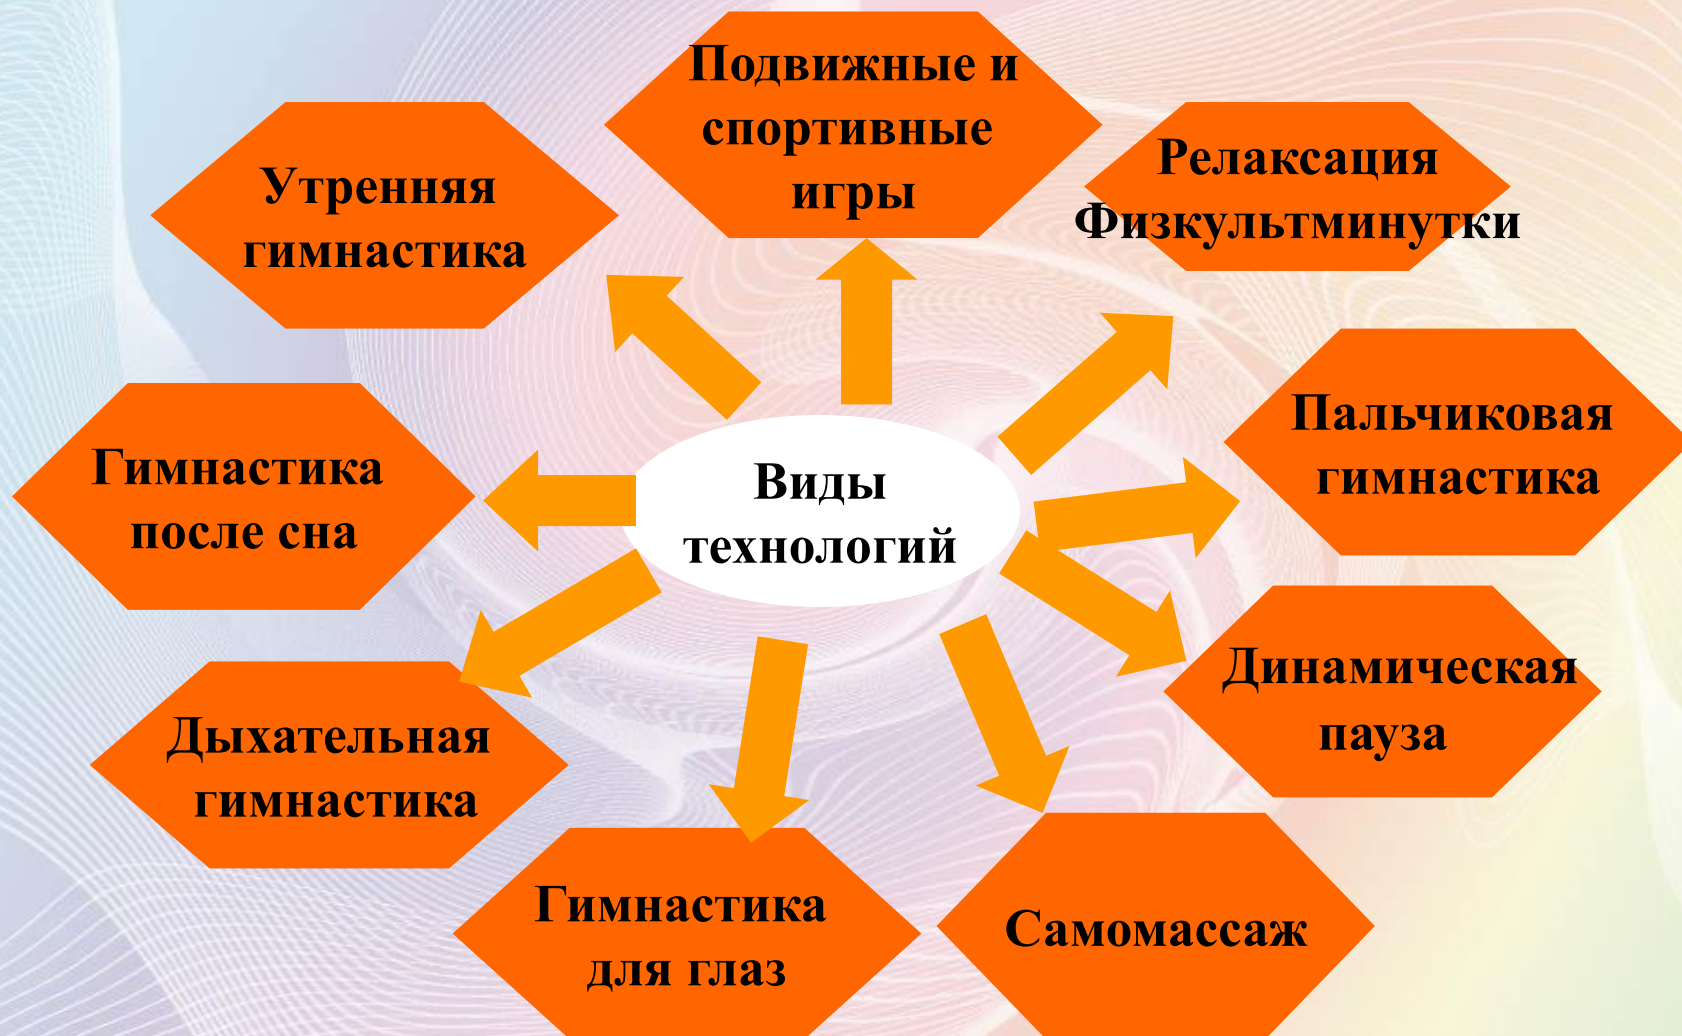 Подвижные и
спортивные
игры
Утренняя
гимнастика
Релаксация
Физкультминутки
Гимнастика
после сна
Виды
технологий
Пальчиковая
гимнастика
Дыхательная
гимнастика
Динамическая
пауза
Гимнастика
для глаз
Самомассаж